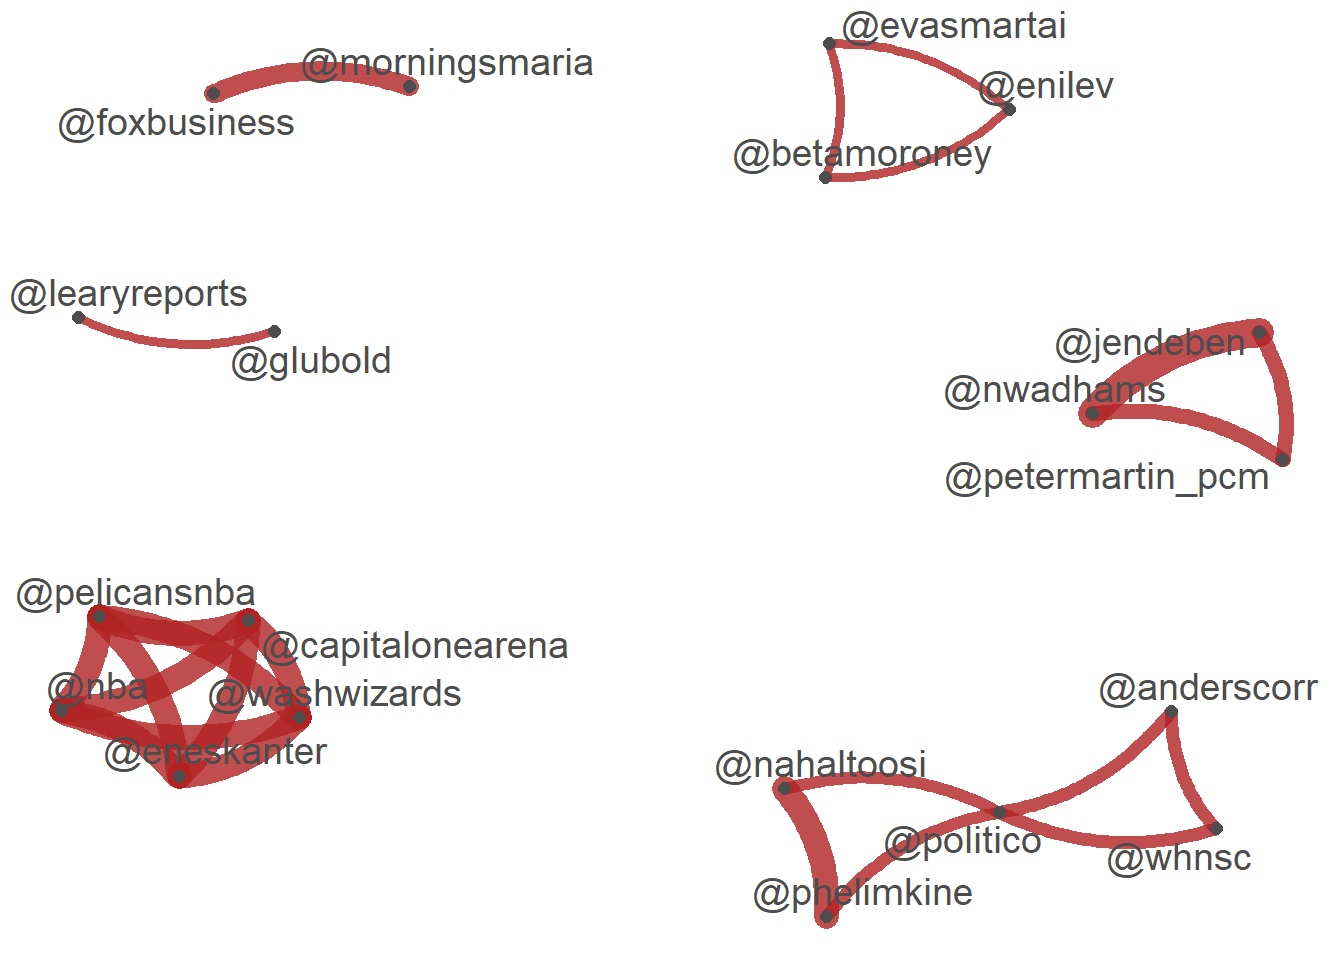 @evasmartai
@morningsmaria
@enilev
@foxbusiness
@betamoroney
@learyreports
@glubold
@jendeben
@nwadhams
@petermartin_pcm
@pelicansnba
@capitalonearena
@nba
@washwizards
@eneskanter
@anderscorr
@nahaltoosi
@politico
@whnsc
@phelimkine